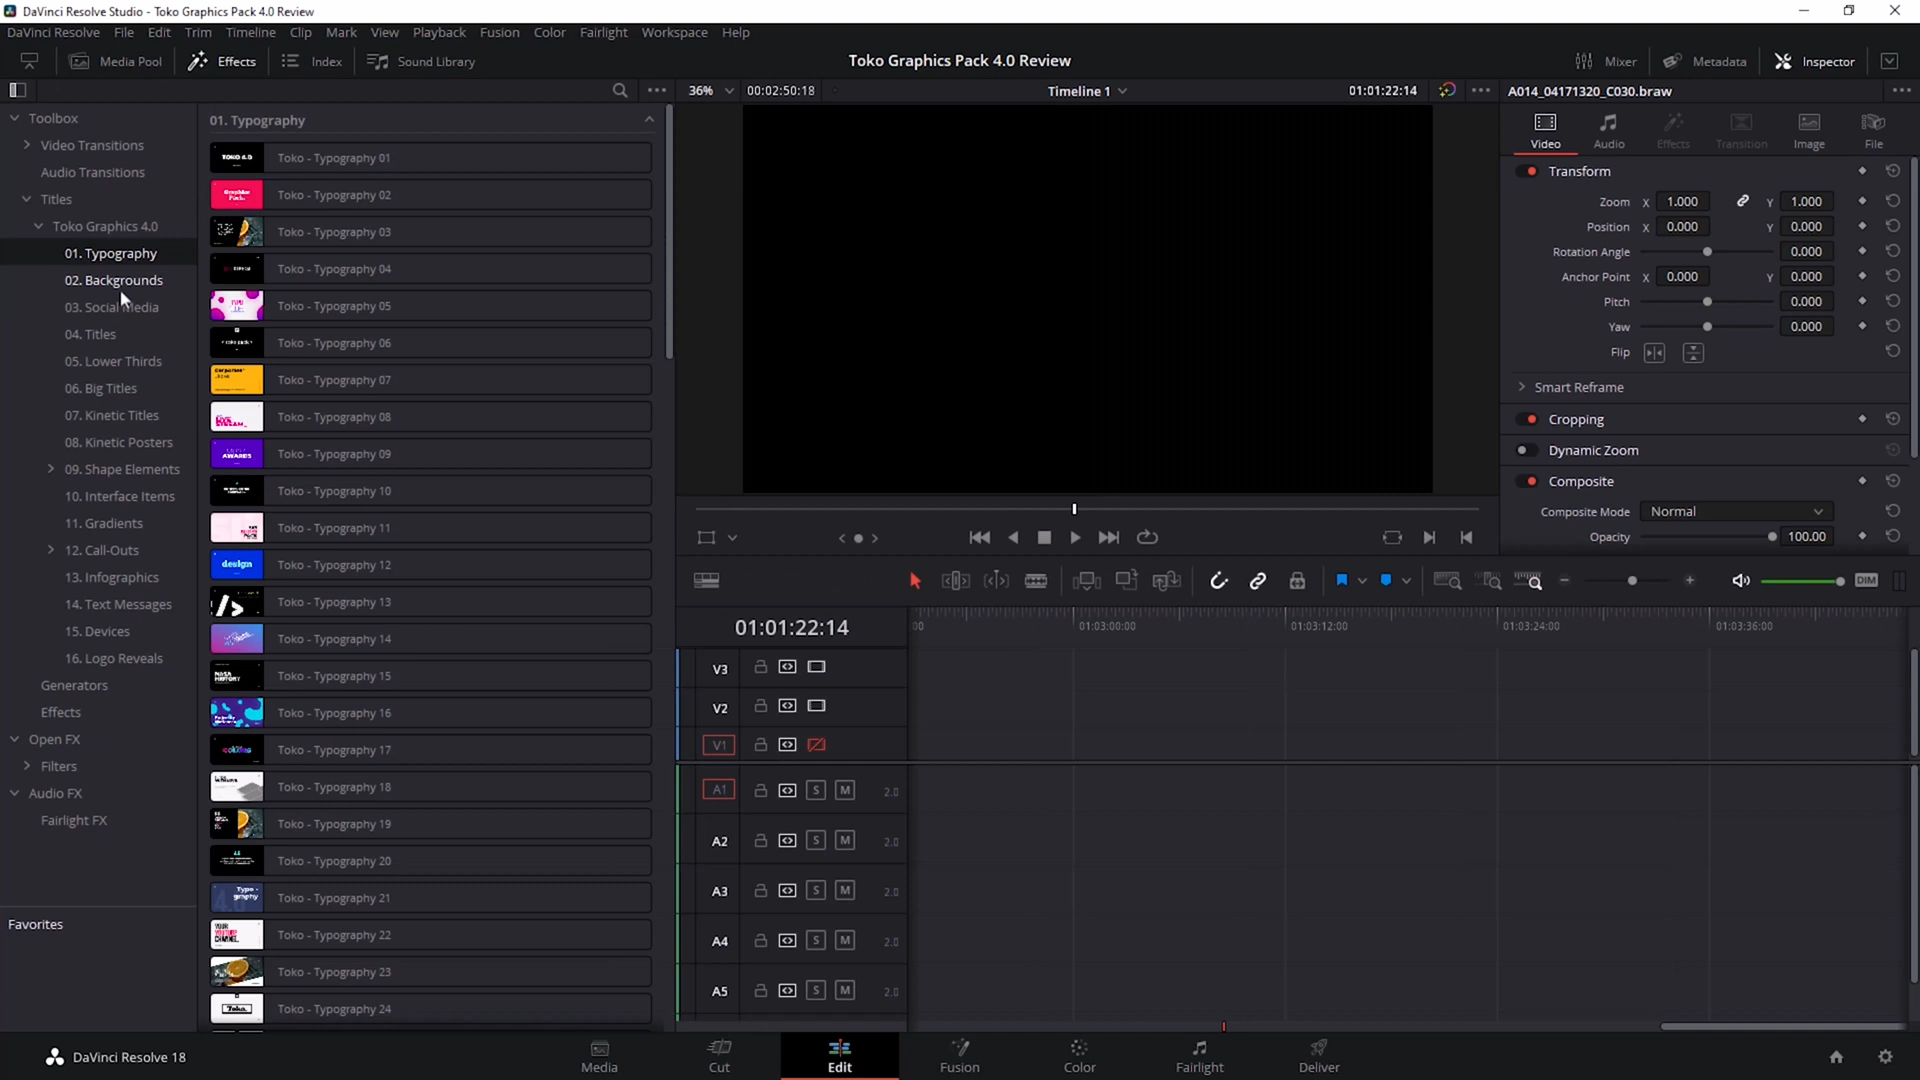 DaVinci Resolve Studio - Toko Graphics Pack 4.0 Review
DaVinci Resolve File Edit Trim Timeline Clip Mark View Playback Fusion Color Fairlight Workspace Help
Media Pool Effects Index Sound Library
Toko Graphics Pack 4.0 Review
Mixer Metadata Inspector
36% 00:02:50:18 Timeline 1 01:01:22:14
A014_04171320_C030.braw
Toolbox
Video Transitions
Audio Transitions
Titles
Toko Graphics 4.0
01. Typography
02. Backgrounds
03. Social Media
04. Titles
05. Lower Thirds
06. Big Titles
07. Kinetic Titles
08. Kinetic Posters
09. Shape Elements
10. Interface Items
11. Gradients
12. Call-Outs
13. Infographics
14. Text Messages
15. Devices
16. Logo Reveals
Generators
Effects
Open FX
Filters
Audio FX
Fairlight FX
Favorites
01. Typography
TOKO 4.0 Toko - Typography 01
Toko - Typography 02
Toko - Typography 03
Toko - Typography 04
Toko - Typography 05
Toko - Typography 06
Toko - Typography 07
Toko - Typography 08
AWARDS Toko - Typography 09
Toko - Typography 10
Toko - Typography 11
design Toko - Typography 12
Toko - Typography 13
Toko - Typography 14
NASA HISTORY Toko - Typography 15
Toko - Typography 16
Toko - Typography 17
Toko - Typography 18
Toko - Typography 19
Toko - Typography 20
Typo - graphy Toko - Typography 21
YOUR YOUTUBE CHANNEL. Toko - Typography 22
Toko - Typography 23
Toko. Toko - Typography 24
Video Audio Effects Transition Image File
Transform
Zoom X 1.000 Y 1.000
Position X 0.000 Y 0.000
Rotation Angle 0.000
Anchor Point X 0.000 Y 0.000
Pitch 0.000
Yaw 0.000
Flip
Smart Reframe
Cropping
Dynamic Zoom
Composite
Composite Mode Normal
Opacity 100.00
DIM
01:01:22:14
00 01:03:00:00 01:03:12:00 01:03:24:00 01:03:36:00
V3
V2
V1
A1 S M 2.0
A2 S M 2.0
A3 S M 2.0
A4 S M 2.0
A5 S M 2.0
DaVinci Resolve 18
Media Cut Edit Fusion Color Fairlight Deliver